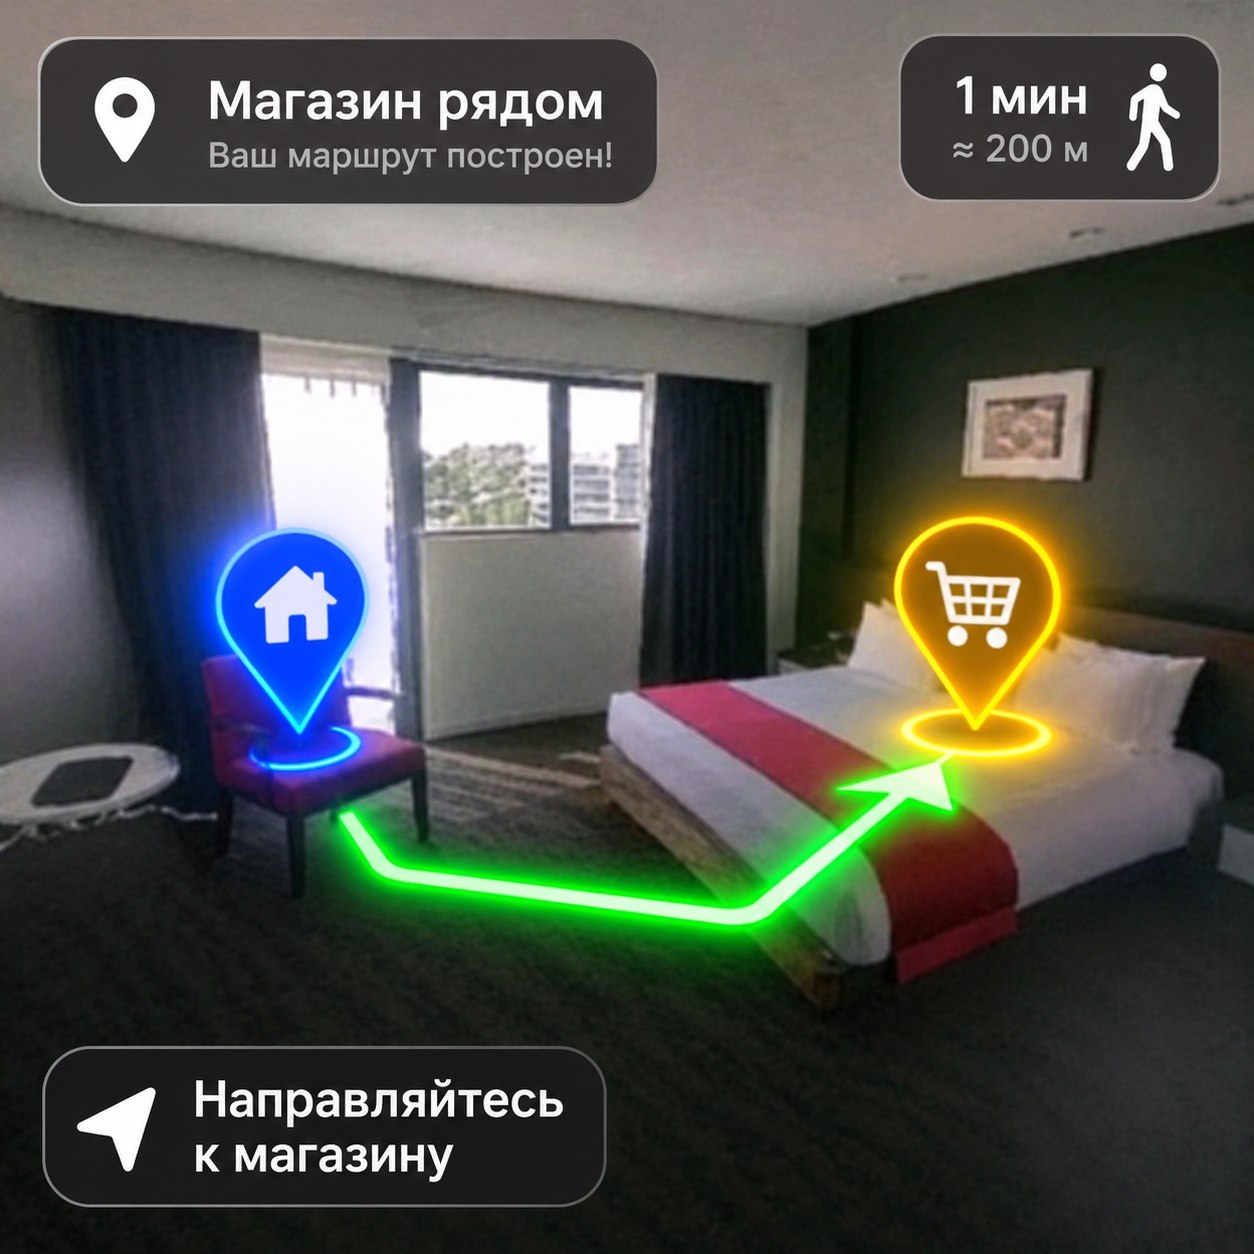 Магазин рядом
Ваш маршрут построен!
1 мин
≈ 200 м
Направляйтесь
к магазину